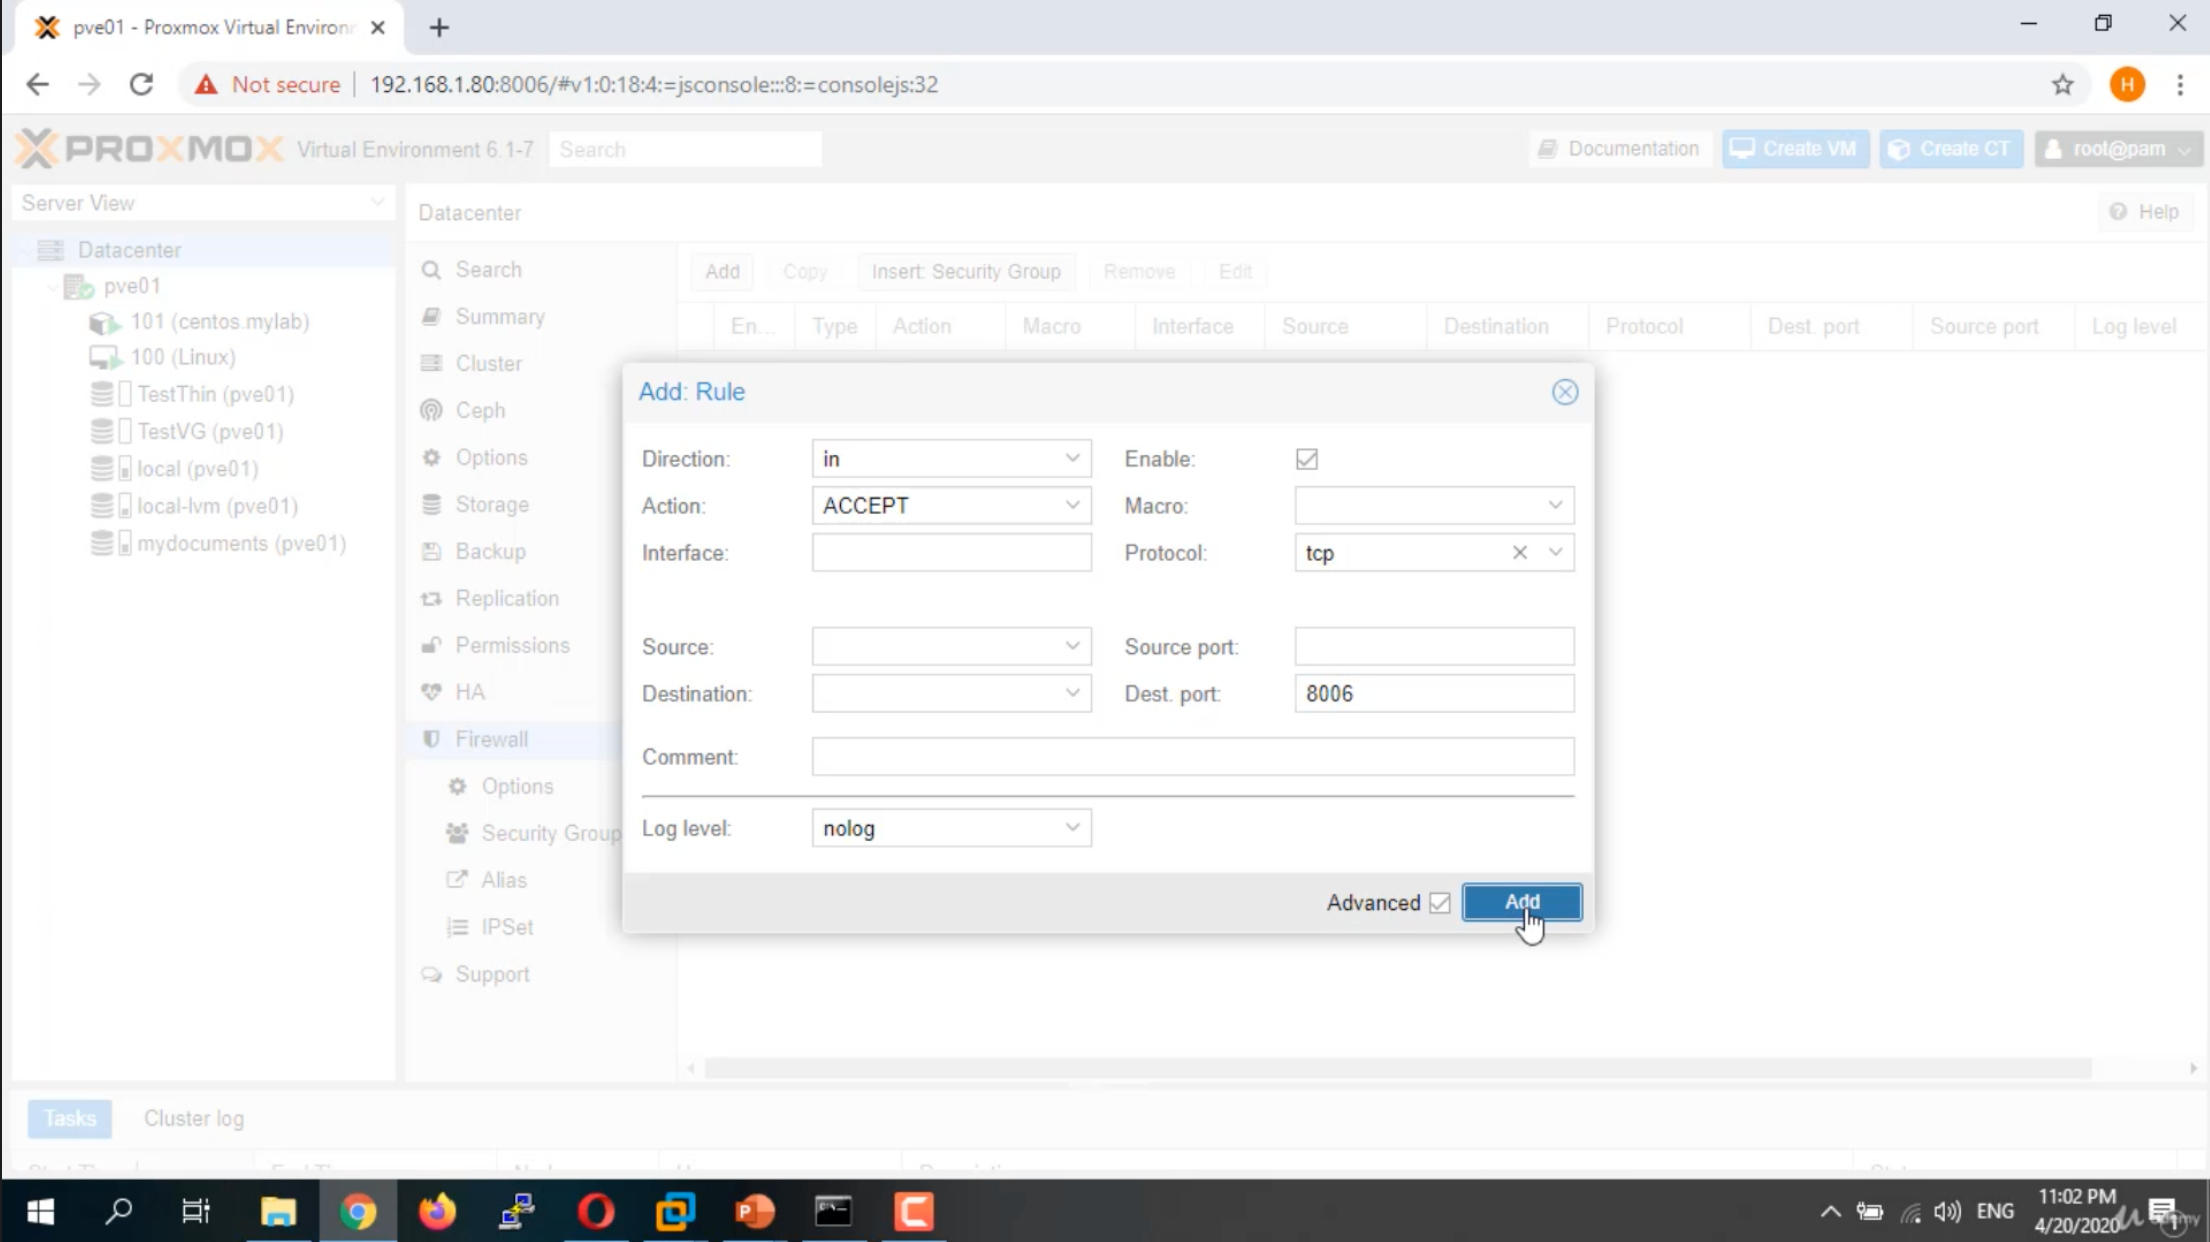 pve01 - Proxmox Virtual Environ
Not secure 192.168.1.80:8006/#v1:0:18:4:=jsconsole:::8:=consolejs:32
H
PROXMOX Virtual Environment 6.1-7 Search Documentation Create VM Create CT root@pam
Server View
Datacenter
Help
Datacenter
pve01
101 (centos.mylab)
100 (Linux)
TestThin (pve01)
TestVG (pve01)
local (pve01)
local-lvm (pve01)
mydocuments (pve01)
Search
Summary
Cluster
Ceph
Options
Storage
Backup
Replication
Permissions
HA
Firewall
Options
Security Group
Alias
IPSet
Support
Add Copy Insert: Security Group Remove Edit
En... Type Action Macro Interface Source Destination Protocol Dest. port Source port Log level
Add: Rule
Direction: in Enable:
Action: ACCEPT Macro:
Interface: Protocol: tcp
Source: Source port:
Destination: Dest. port: 8006
Comment:
Log level: nolog
Advanced Add
Tasks Cluster log
ENG
11:02 PM
4/20/2020